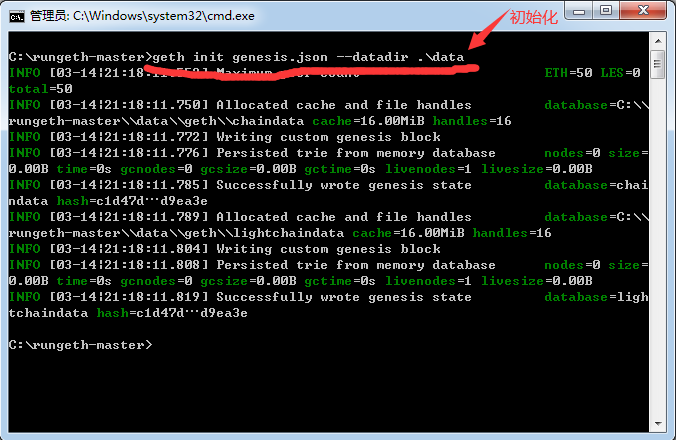 管理员: C:\Windows\system32\cmd.exe
初始化
C:\rungeth-master>geth init genesis.json --datadir .\data
INFO [03-14|21:18:11.559] Maximum peer count ETH=50 LES=0
total=50
INFO [03-14|21:18:11.750] Allocated cache and file handles database=C:\\
rungeth-master\\data\\geth\\chaindata cache=16.00MiB handles=16
INFO [03-14|21:18:11.772] Writing custom genesis block
INFO [03-14|21:18:11.776] Persisted trie from memory database nodes=0 size=
0.00B time=0s gcnodes=0 gcsize=0.00B gctime=0s livenodes=1 livesize=0.00B
INFO [03-14|21:18:11.785] Successfully wrote genesis state database=chai
ndata hash=c1d47d…d9ea3e
INFO [03-14|21:18:11.789] Allocated cache and file handles database=C:\\
rungeth-master\\data\\geth\\lightchaindata cache=16.00MiB handles=16
INFO [03-14|21:18:11.804] Writing custom genesis block
INFO [03-14|21:18:11.808] Persisted trie from memory database nodes=0 size=
0.00B time=0s gcnodes=0 gcsize=0.00B gctime=0s livenodes=1 livesize=0.00B
INFO [03-14|21:18:11.819] Successfully wrote genesis state database=ligh
tchaindata hash=c1d47d…d9ea3e
C:\rungeth-master>